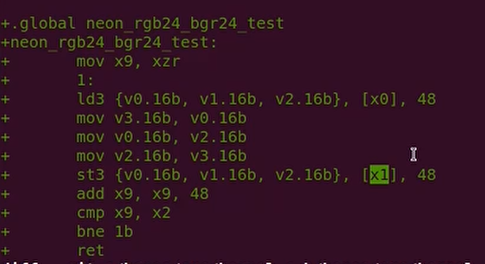 +.global neon_rgb24_bgr24_test
+neon_rgb24_bgr24_test:
+ mov x9, xzr
+ 1:
+ ld3 {v0.16b, v1.16b, v2.16b}, [x0], 48
+ mov v3.16b, v0.16b
+ mov v0.16b, v2.16b
+ mov v2.16b, v3.16b
+ st3 {v0.16b, v1.16b, v2.16b}, [x1], 48
+ add x9, x9, 48
+ cmp x9, x2
+ bne 1b
+ ret